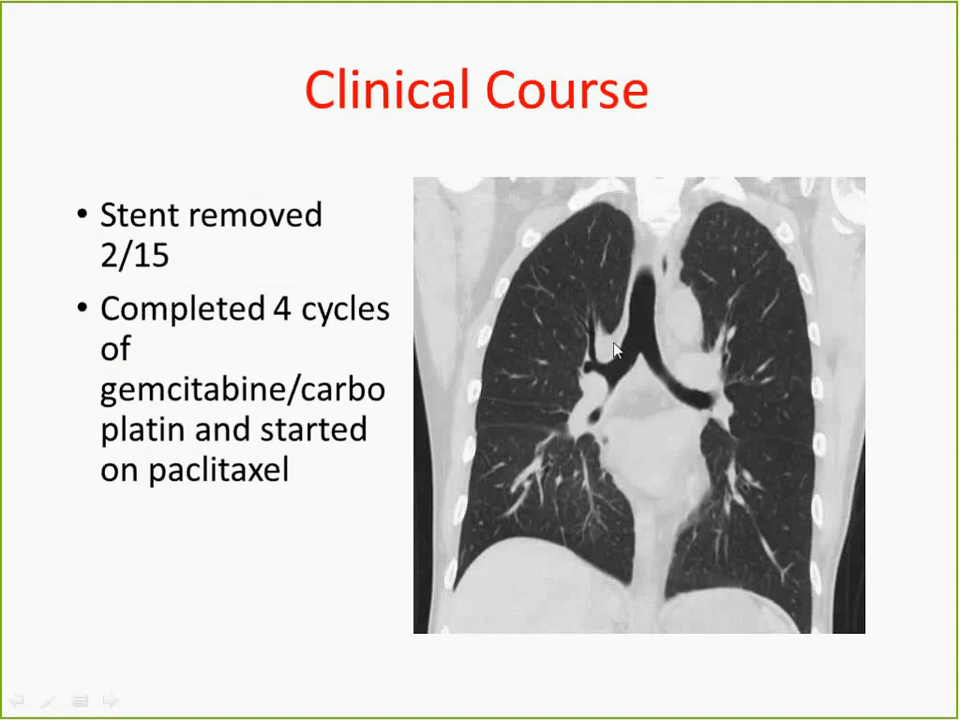 Clinical Course
• Stent removed
2/15
• Completed 4 cycles
of
gemcitabine/carbo
platin and started
on paclitaxel